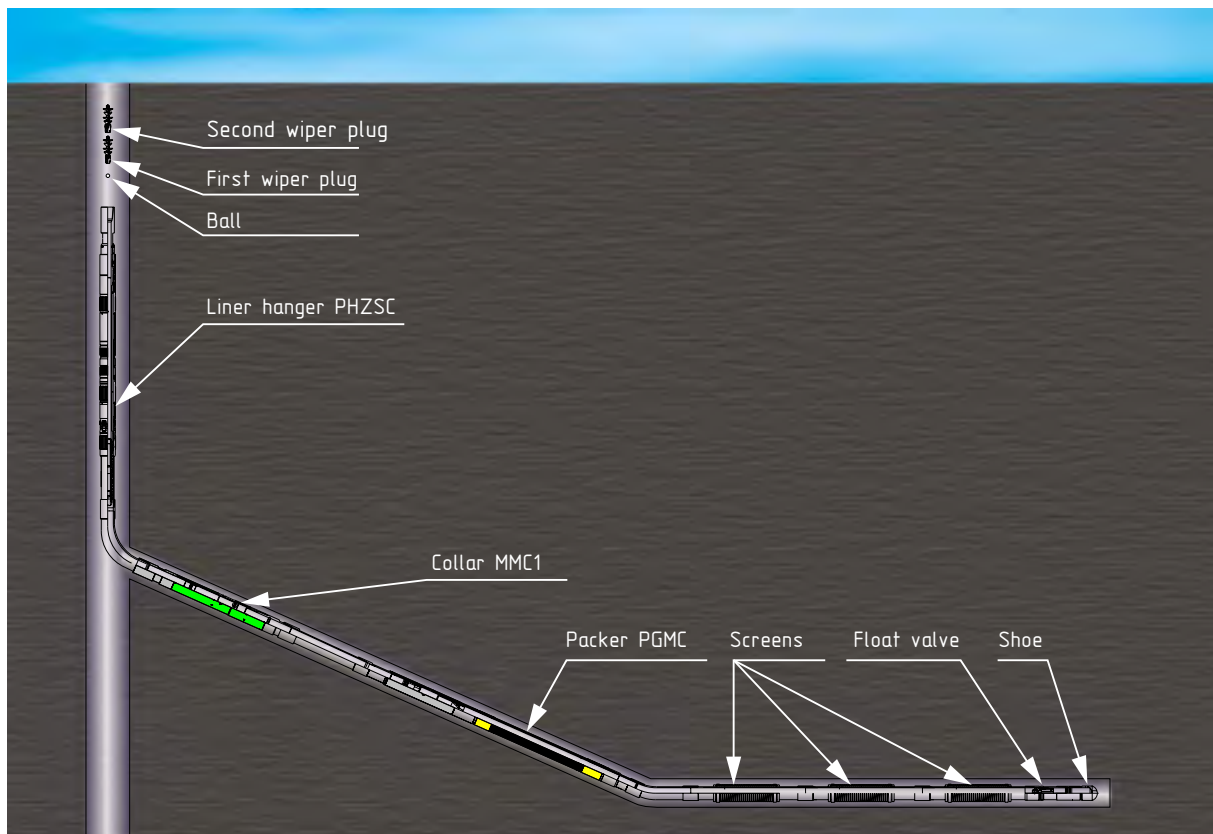 Second wiper plug
First wiper plug
Ball
Liner hanger PHZSC
Collar MMC1
Packer PGMC
Screens
Float valve
Shoe